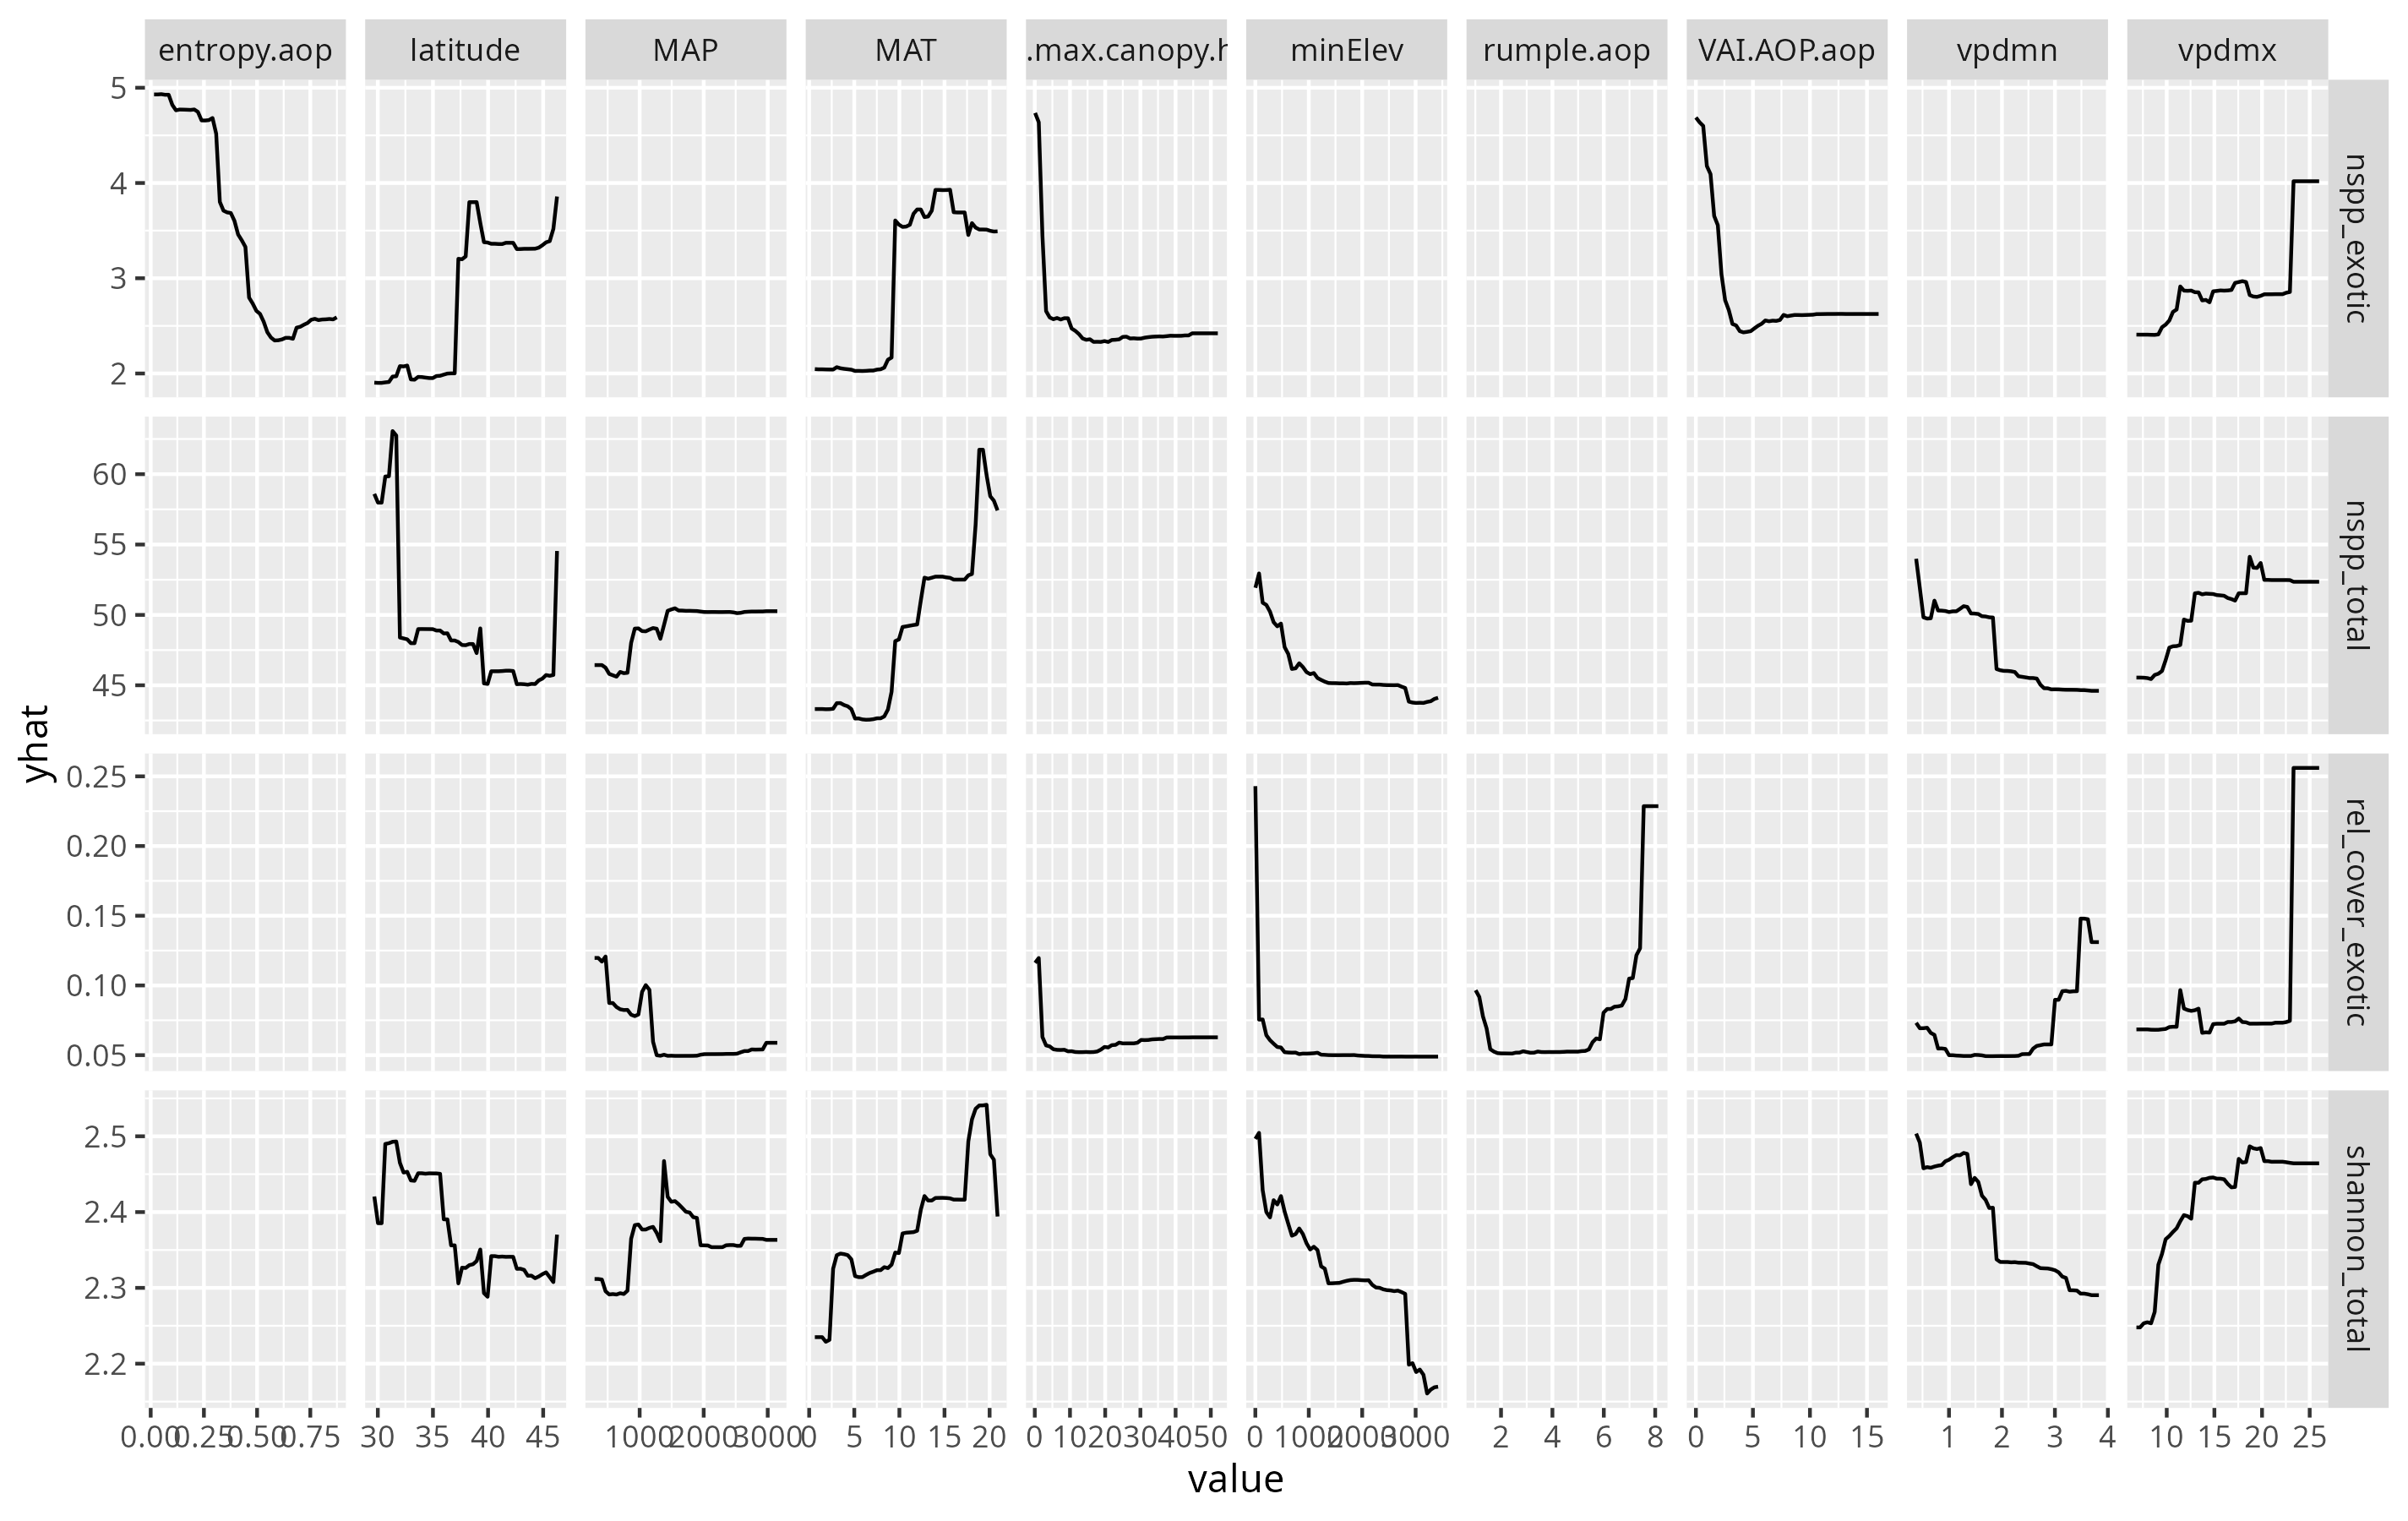 entropy.aop latitude MAP MAT .max.canopy.h minElev rumple.aop VAI.AOP.aop vpdmn vpdmx
5
4
3
2
nspp_exotic
60
55
50
45
nspp_total
yhat
0.25
0.20
0.15
0.10
0.05
rel_cover_exotic
2.5
2.4
2.3
2.2
shannon_total
0.00 0.25 0.50 0.75 30 35 40 45 1000 2000 3000 0 5 10 15 20 0 10 20 30 40 50 0 1000 2000 3000 2 4 6 8 0 5 10 15 1 2 3 4 10 15 20 25
value